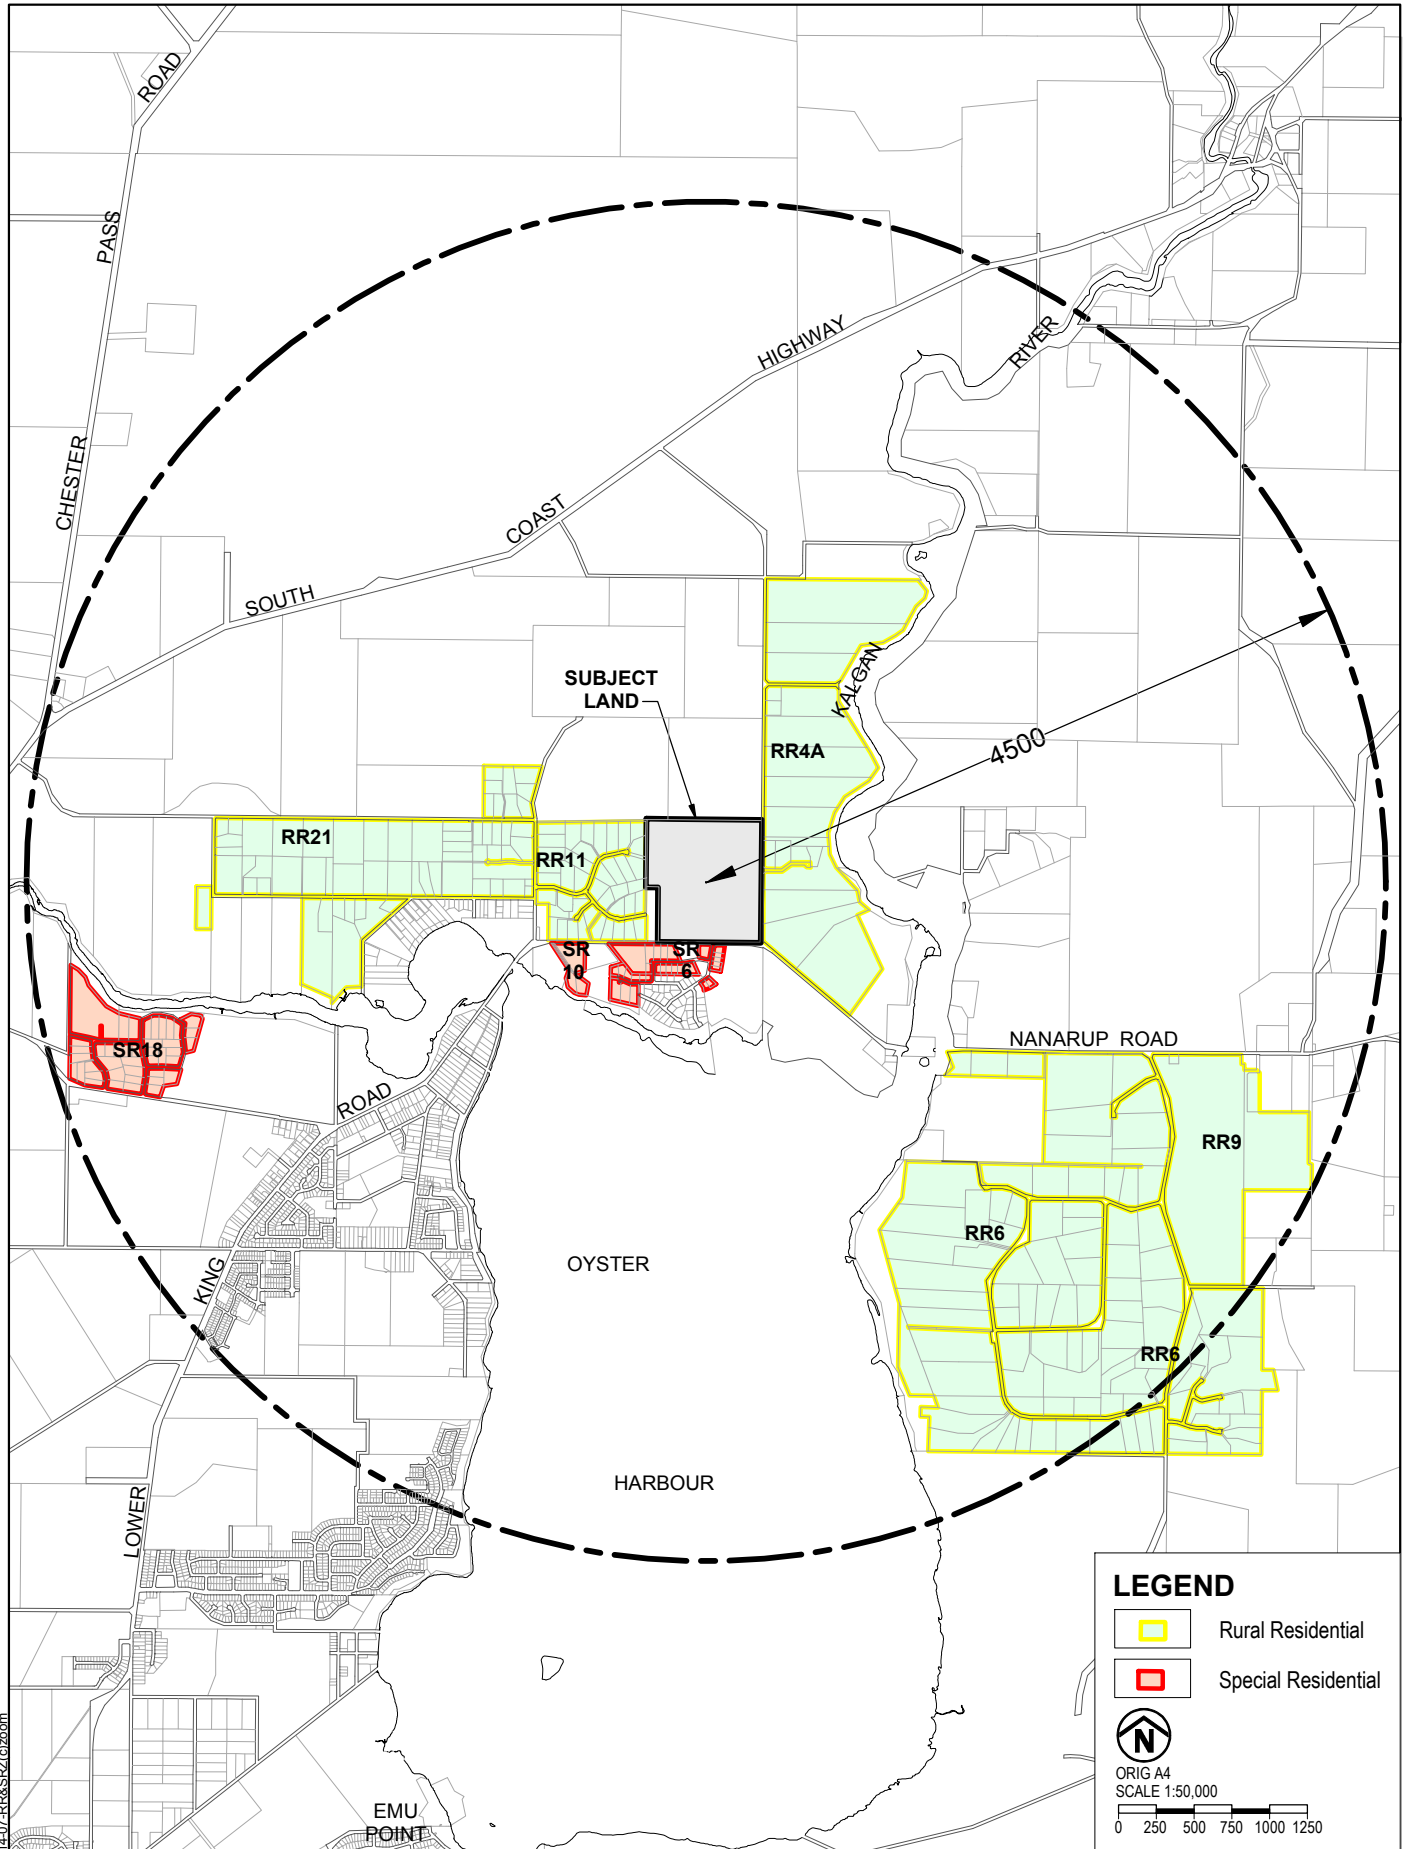 ROAD
PASS
CHESTER
HIGHWAY
RIVER
COAST
SOUTH
SUBJECT
LAND
KALGAN
4500
RR4A
RR21
RR11
SR
10
SR
6
SR18
NANARUP ROAD
ROAD
RR9
RR6
OYSTER
KING
RR6
HARBOUR
LOWER
LEGEND
Rural Residential
Special Residential
N
ORIG A4
SCALE 1:50,000
0 250 500 750 1000 1250
EMU
POINT